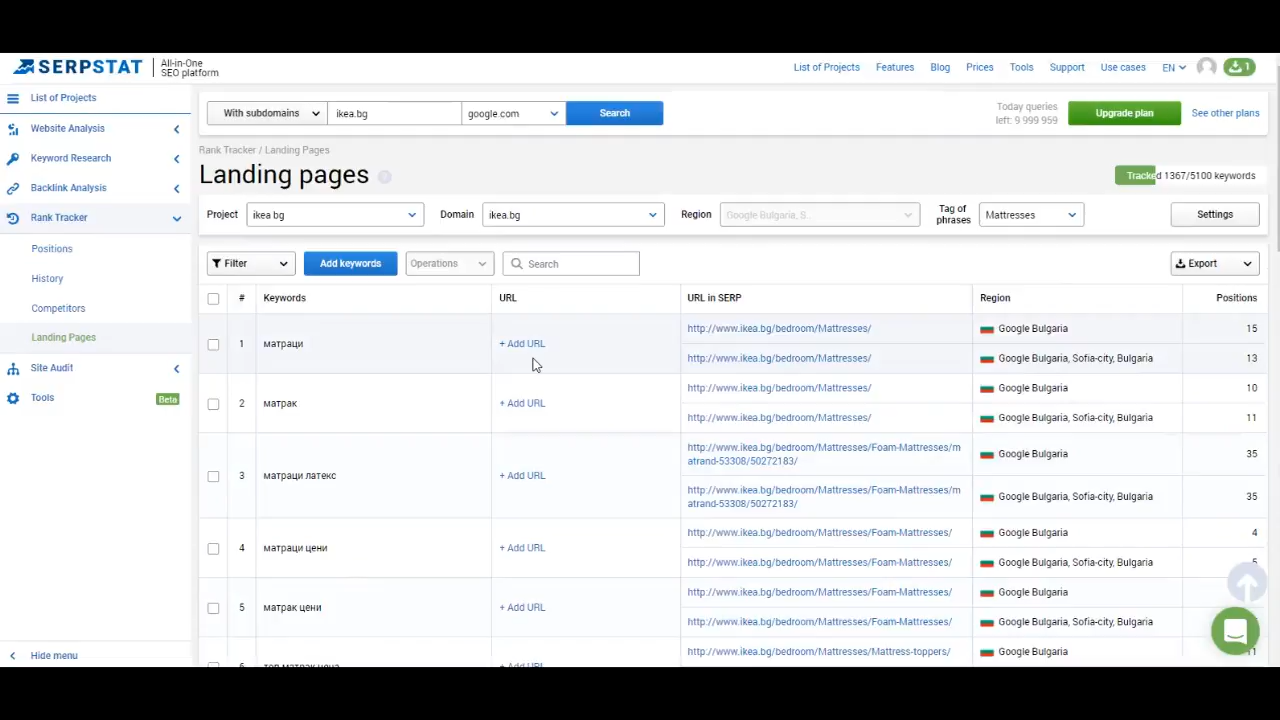 SERPSTAT
All-in-One
SEO platform
List of Projects
Features
Blog
Prices
Tools
Support
Use cases
EN
1
List of Projects
Website Analysis
Keyword Research
Backlink Analysis
Rank Tracker
Positions
History
Competitors
Landing Pages
Site Audit
Tools
Beta
Hide menu
With subdomains
ikea.bg
google.com
Search
Today queries
left: 9 999 959
Upgrade plan
See other plans
Rank Tracker / Landing Pages
Landing pages
Tracked 1367/5100 keywords
Project
ikea bg
Domain
ikea.bg
Region
Google Bulgaria, S...
Tag of
phrases
Mattresses
Settings
Filter
Add keywords
Operations
Search
Export
#
Keywords
URL
URL in SERP
Region
Positions
1
матраци
+ Add URL
http://www.ikea.bg/bedroom/Mattresses/
Google Bulgaria
15
http://www.ikea.bg/bedroom/Mattresses/
Google Bulgaria, Sofia-city, Bulgaria
13
2
матрак
+ Add URL
http://www.ikea.bg/bedroom/Mattresses/
Google Bulgaria
10
http://www.ikea.bg/bedroom/Mattresses/
Google Bulgaria, Sofia-city, Bulgaria
11
3
матраци латекс
+ Add URL
http://www.ikea.bg/bedroom/Mattresses/Foam-Mattresses/m
atrand-53308/50272183/
Google Bulgaria
35
http://www.ikea.bg/bedroom/Mattresses/Foam-Mattresses/m
atrand-53308/50272183/
Google Bulgaria, Sofia-city, Bulgaria
35
4
матраци цени
+ Add URL
http://www.ikea.bg/bedroom/Mattresses/Foam-Mattresses/
Google Bulgaria
4
http://www.ikea.bg/bedroom/Mattresses/Foam-Mattresses/
Google Bulgaria, Sofia-city, Bulgaria
5
5
матрак цени
+ Add URL
http://www.ikea.bg/bedroom/Mattresses/Foam-Mattresses/
Google Bulgaria
http://www.ikea.bg/bedroom/Mattresses/Foam-Mattresses/
Google Bulgaria, Sofia-city, Bulgaria
6
топ матрак цена
+ Add URL
http://www.ikea.bg/bedroom/Mattresses/Mattress-toppers/
Google Bulgaria
11